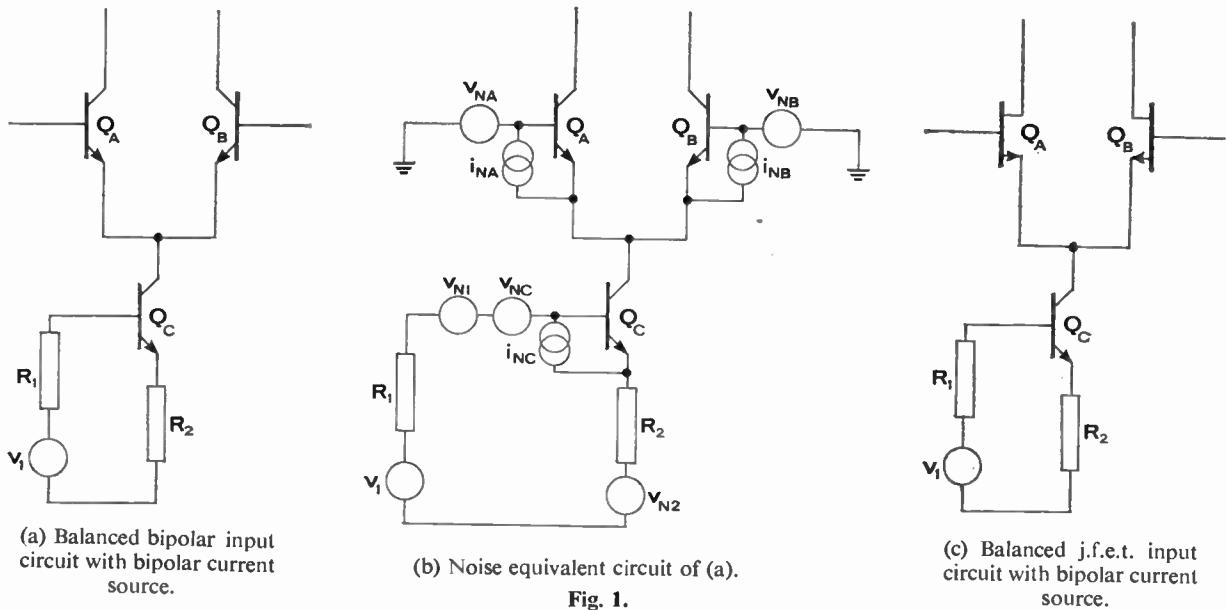 Q_A
Q_B
Q_C
R_1
R_2
v_1
(a) Balanced bipolar input
circuit with bipolar current
source.
v_NA
v_NB
Q_A
Q_B
i_NA
i_NB
v_N1
v_NC
Q_C
i_NC
R_1
R_2
v_1
v_N2
(b) Noise equivalent circuit of (a).
Fig. 1.
Q_A
Q_B
Q_C
R_1
R_2
v_1
(c) Balanced j.f.e.t. input
circuit with bipolar current
source.